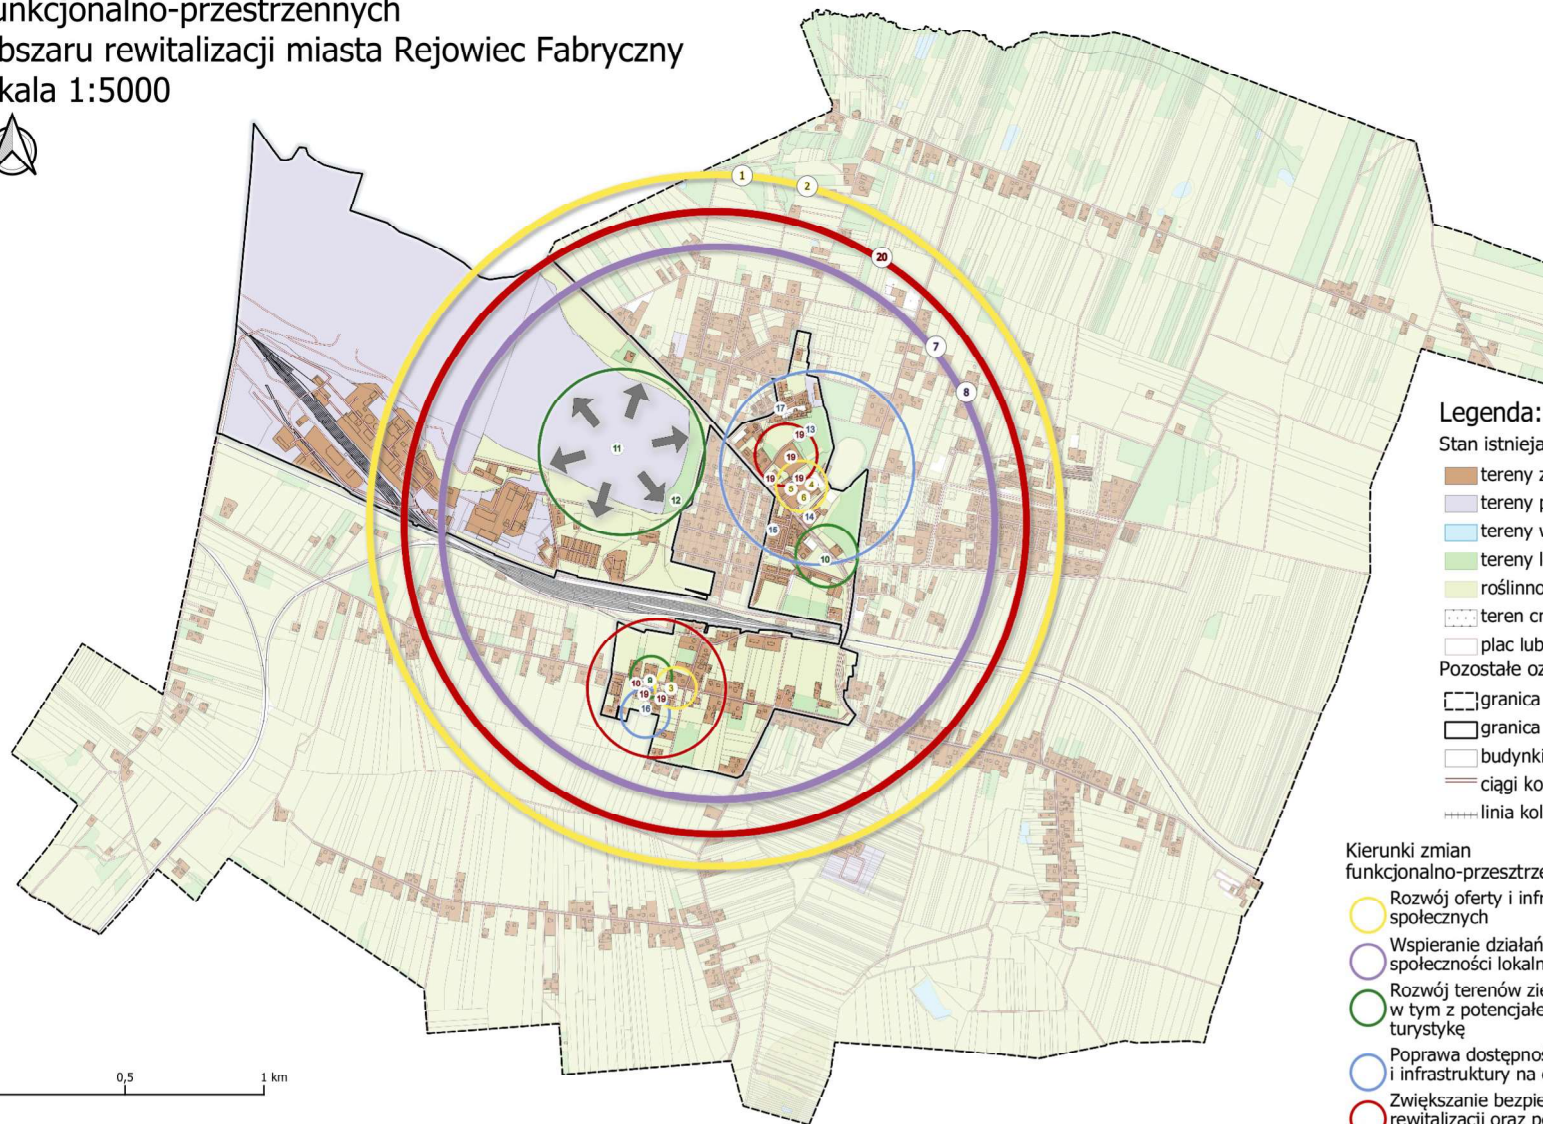 unkcjonalno-przestrzennych
bszaru rewitalizacji miasta Rejowiec Fabryczny
kala 1:5000
1
2
20
7
8
17
13
19
19
19
19
4
5
6
14
15
10
11
12
9
10
3
19
19
16
Legenda:
Stan istnieja
tereny z
tereny p
tereny w
tereny l
roślinno
teren cm
plac lub
Pozostałe oz
granica
granica
budynki
ciągi ko
linia kol
Kierunki zmian
funkcjonalno-przesztrze
Rozwój oferty i infr
społecznych
Wspieranie działań
społeczności lokaln
Rozwój terenów zie
w tym z potencjałe
turystykę
Poprawa dostępnoś
i infrastruktury na
Zwiększanie bezpie
rewitalizacji oraz po
0,5
1 km